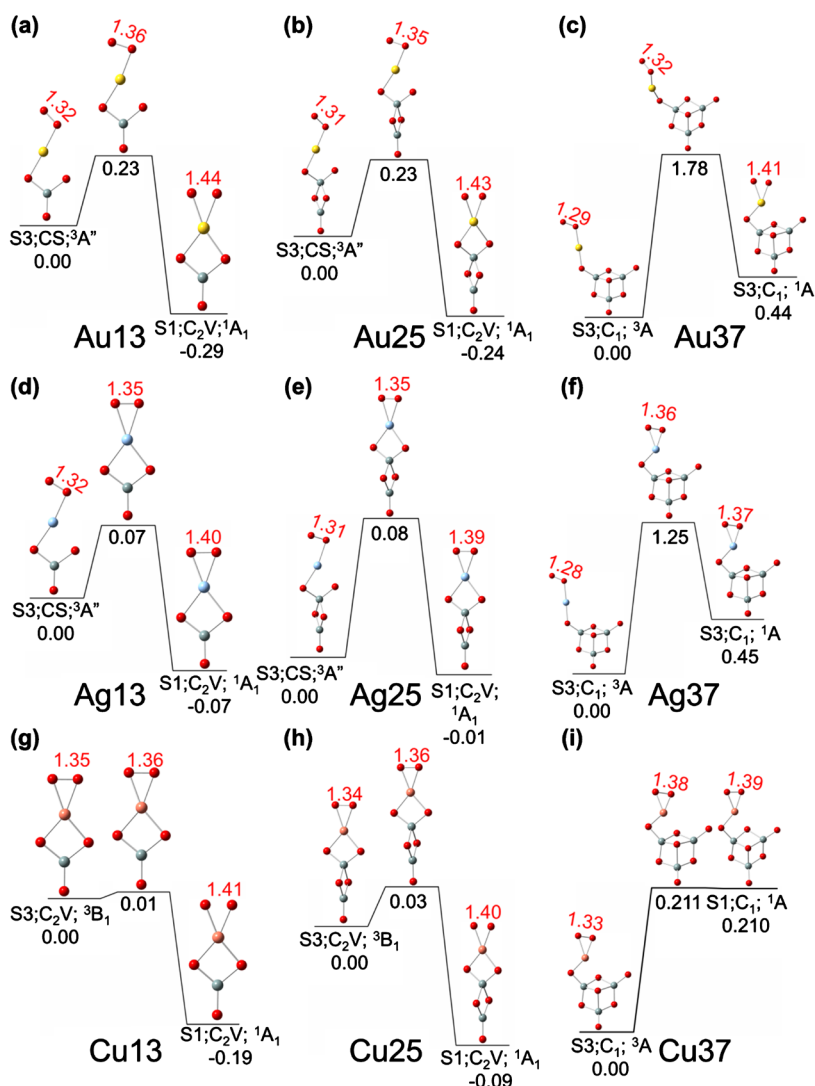 (a)
1.36
1.32
0.23
1.44
S3;CS;³A”
0.00
S1;C₂V;¹A₁
-0.29
Au13
(b)
1.35
1.31
0.23
1.43
S3;CS;³A”
0.00
S1;C₂V; ¹A₁
-0.24
Au25
(c)
1.32
1.29
1.78
1.41
S3;C₁; ³A
0.00
S3;C₁; ¹A
0.44
Au37
(d)
1.35
1.32
0.07
1.40
S3;CS;³A”
0.00
S1;C₂V; ¹A₁
-0.07
Ag13
(e)
1.35
1.31
0.08
1.39
S3;CS;³A”
0.00
S1;C₂V;
¹A₁
-0.01
Ag25
(f)
1.36
1.28
1.25
1.37
S3;C₁; ³A
0.00
S3;C₁; ¹A
0.45
Ag37
(g)
1.35
1.36
S3;C₂V; ³B₁
0.00
0.01
1.41
S1;C₂V; ¹A₁
-0.19
Cu13
(h)
1.34
1.36
S3;C₂V; ³B₁
0.00
0.03
1.40
S1;C₂V; ¹A₁
-0.09
Cu25
(i)
1.38
1.39
0.211
S1;C₁; ¹A
0.210
1.33
S3;C₁; ³A
0.00
Cu37